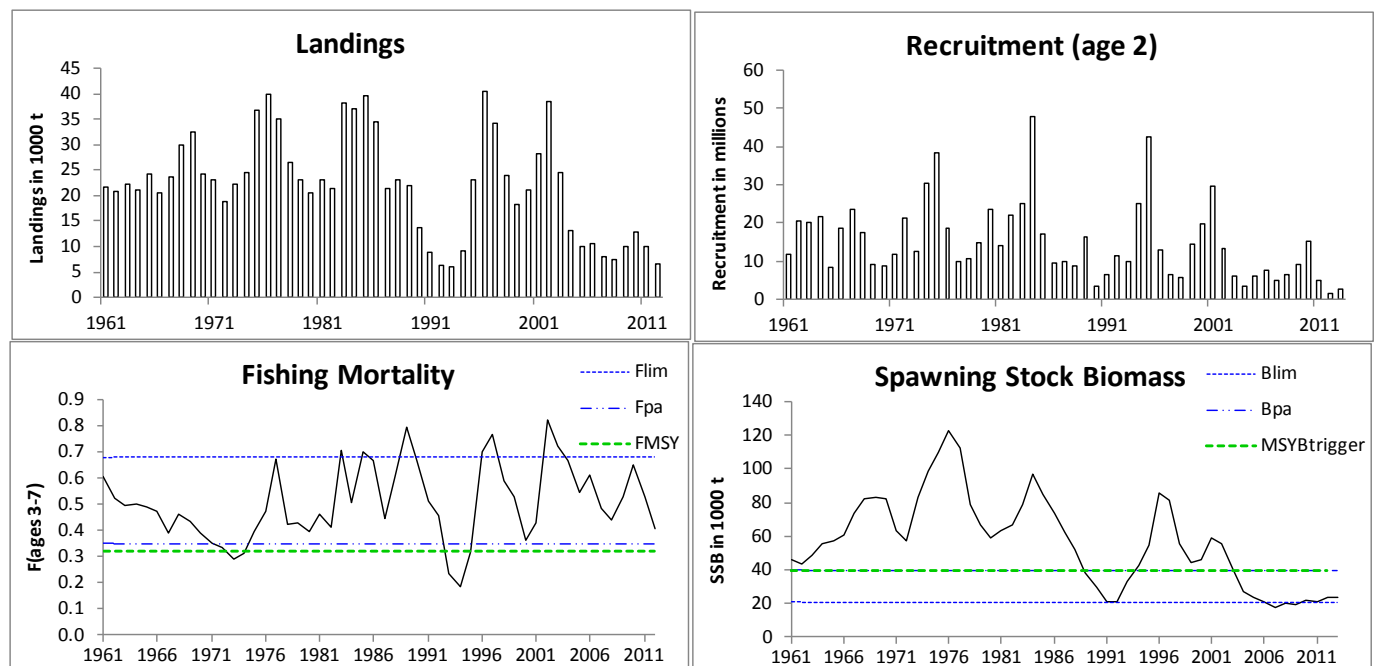 Landings
Landings in 1000 t
45
40
35
30
25
20
15
10
5
0
1961 1971 1981 1991 2001 2011
Recruitment (age 2)
Recruitment in millions
60
50
40
30
20
10
0
1961 1971 1981 1991 2001 2011
Fishing Mortality
Flim
Fpa
FMSY
F(ages 3-7)
0.9
0.8
0.7
0.6
0.5
0.4
0.3
0.2
0.1
0.0
1961 1966 1971 1976 1981 1986 1991 1996 2001 2006 2011
Spawning Stock Biomass
Blim
Bpa
MSYBtrigger
SSB in 1000 t
140
120
100
80
60
40
20
0
1961 1966 1971 1976 1981 1986 1991 1996 2001 2006 2011